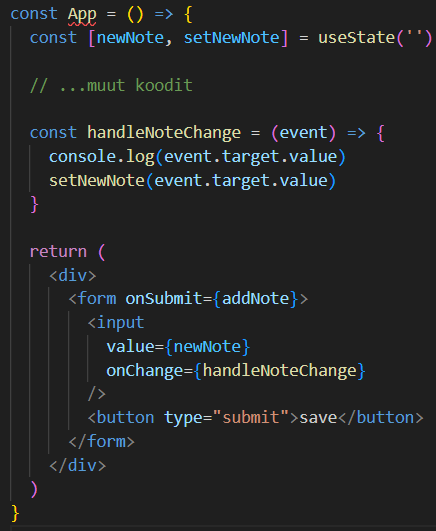 const App = () => {
const [newNote, setNewNote] = useState('')
// ...muut koodit
const handleNoteChange = (event) => {
console.log(event.target.value)
setNewNote(event.target.value)
}
return (
<div>
<form onSubmit={addNote}>
<input
value={newNote}
onChange={handleNoteChange}
/>
<button type="submit">save</button>
</form>
</div>
)
}